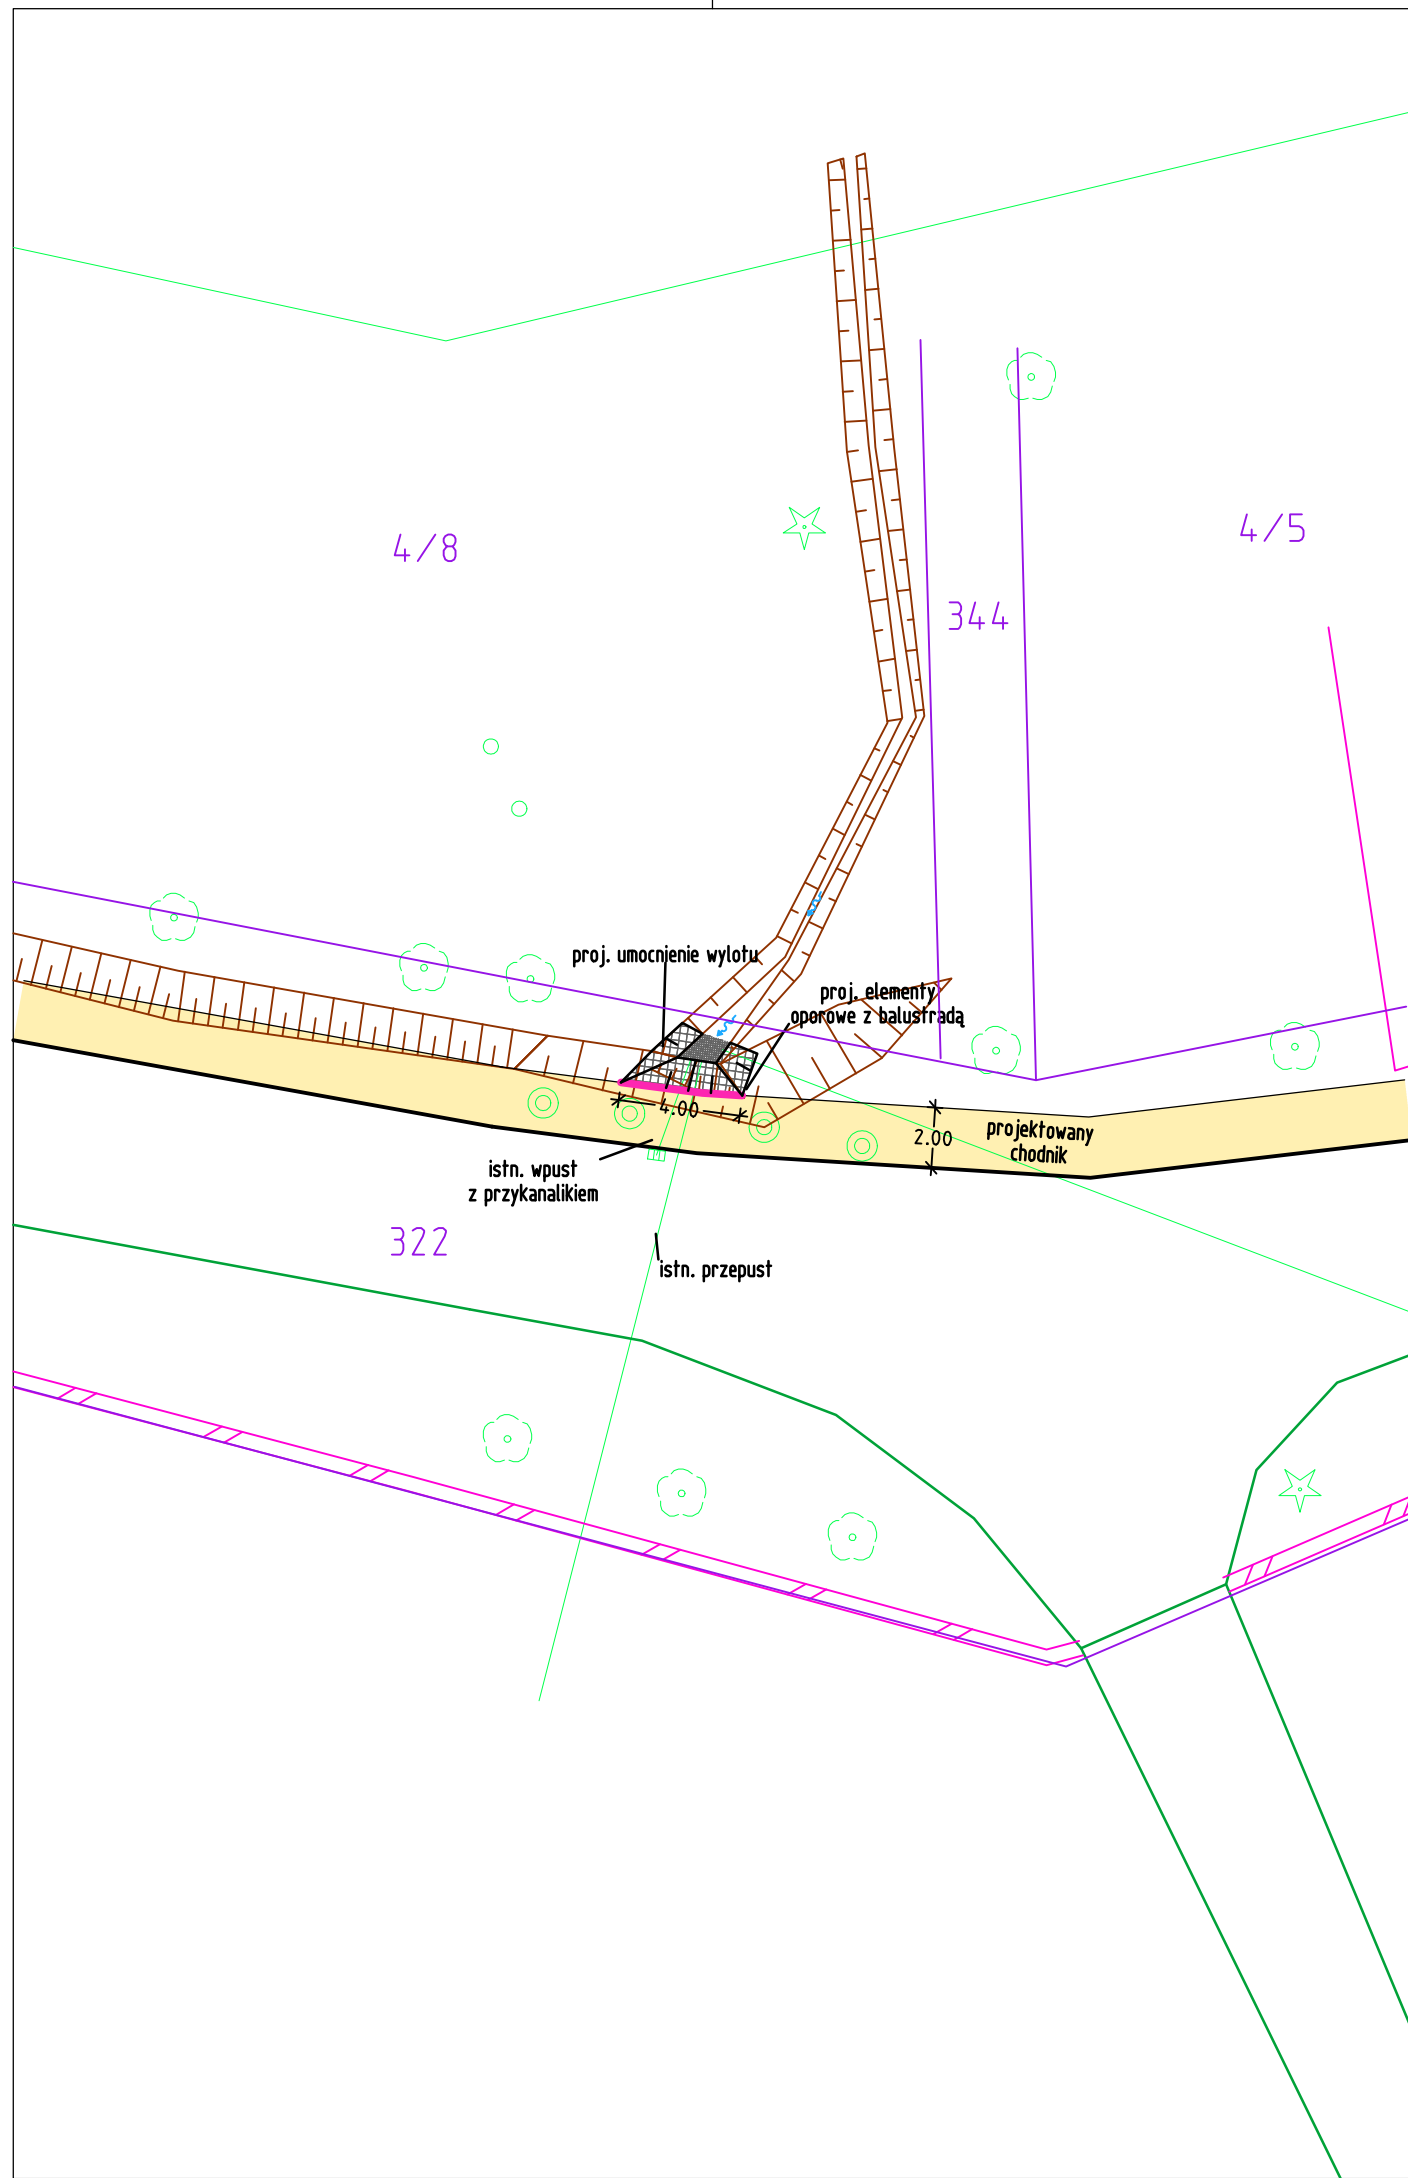 4/8
4/5
344
proj. umocnienie wylotu
proj. elementy
oporowe z balustradą
4.00
2.00
projektowany
chodnik
istn. wpust
z przykanalikiem
322
istn. przepust